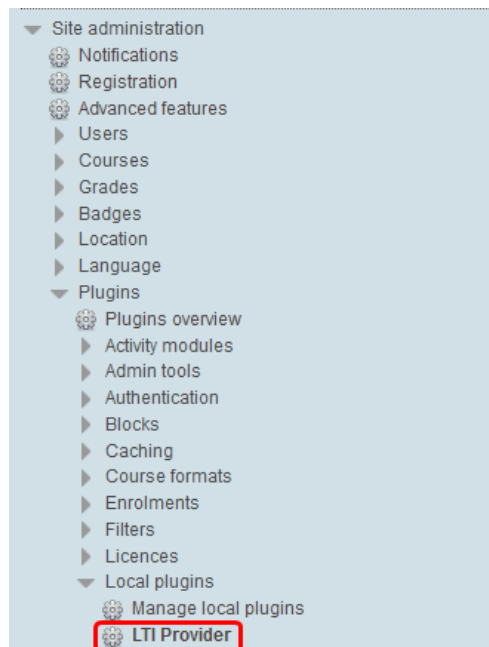 Site administration
Notifications
Registration
Advanced features
Users
Courses
Grades
Badges
Location
Language
Plugins
Plugins overview
Activity modules
Admin tools
Authentication
Blocks
Caching
Course formats
Enrolments
Filters
Licences
Local plugins
Manage local plugins
LTI Provider